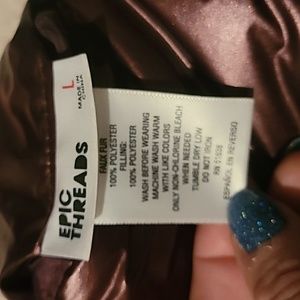 EPIC
THREADS
L
MADE IN
CHINA
FAUX FUR
100% POLYESTER
FILLING:
100% POLYESTER
WASH BEFORE WEARING
MACHINE WASH WARM
WITH LIKE COLORS
ONLY NON-CHLORINE BLEACH
WHEN NEEDED
TUMBLE DRY LOW
DO NOT IRON
ESPAÑOL EN REVERSO